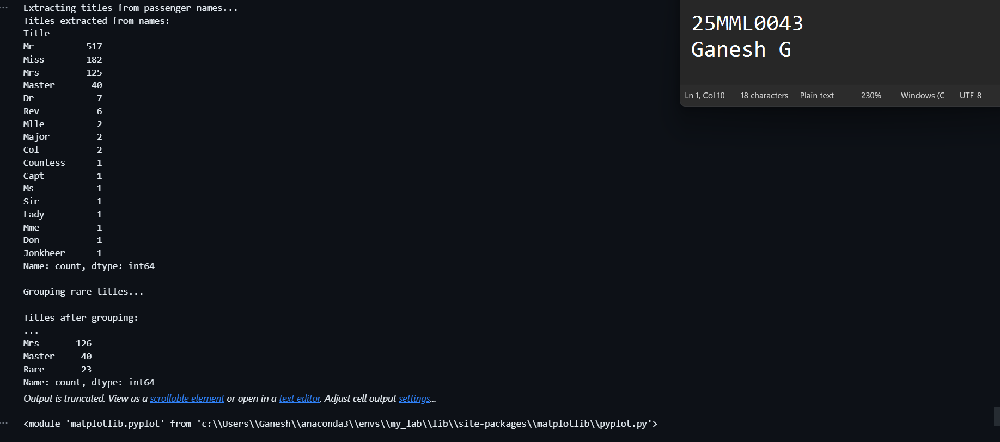 Extracting titles from passenger names...
Titles extracted from names:
Title
Mr 517
Miss 182
Mrs 125
Master 40
Dr 7
Rev 6
Mlle 2
Major 2
Col 2
Countess 1
Capt 1
Ms 1
Sir 1
Lady 1
Mme 1
Don 1
Jonkheer 1
Name: count, dtype: int64
Grouping rare titles...
Titles after grouping:
...
Mrs 126
Master 40
Rare 23
Name: count, dtype: int64
Output is truncated. View as a scrollable element or open in a text editor. Adjust cell output settings...
<module 'matplotlib.pyplot' from 'c:\\Users\\Ganesh\\anaconda3\\envs\\my_lab\\lib\\site-packages\\matplotlib\\pyplot.py'>
25MML0043
Ganesh G
Ln 1, Col 10 18 characters Plain text 230% Windows (Cl UTF-8